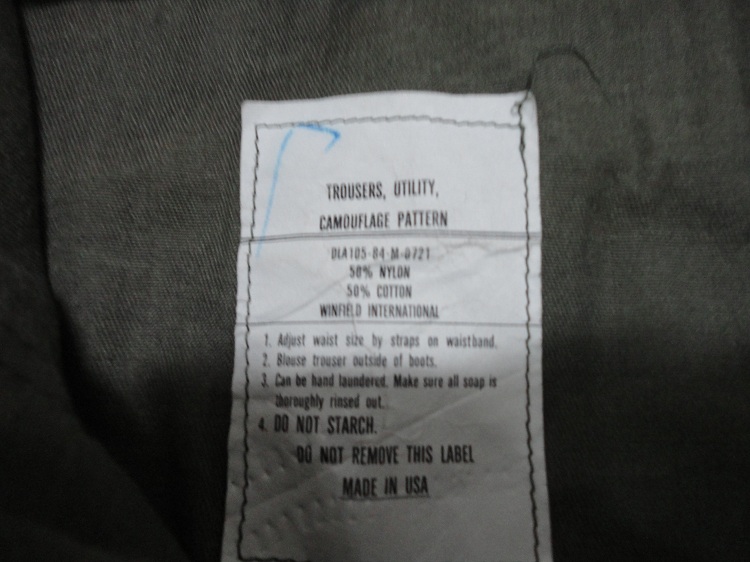 TROUSERS, UTILITY,
CAMOUFLAGE PATTERN
DLA105-84-M-8721
50% NYLON
50% COTTON
WINFIELD INTERNATIONAL
1. Adjust waist size by straps on waistband.
2. Blouse trouser outside of boots.
3. Can be hand laundered. Make sure all soap is
thoroughly rinsed out.
4. DO NOT STARCH.
DO NOT REMOVE THIS LABEL
MADE IN USA